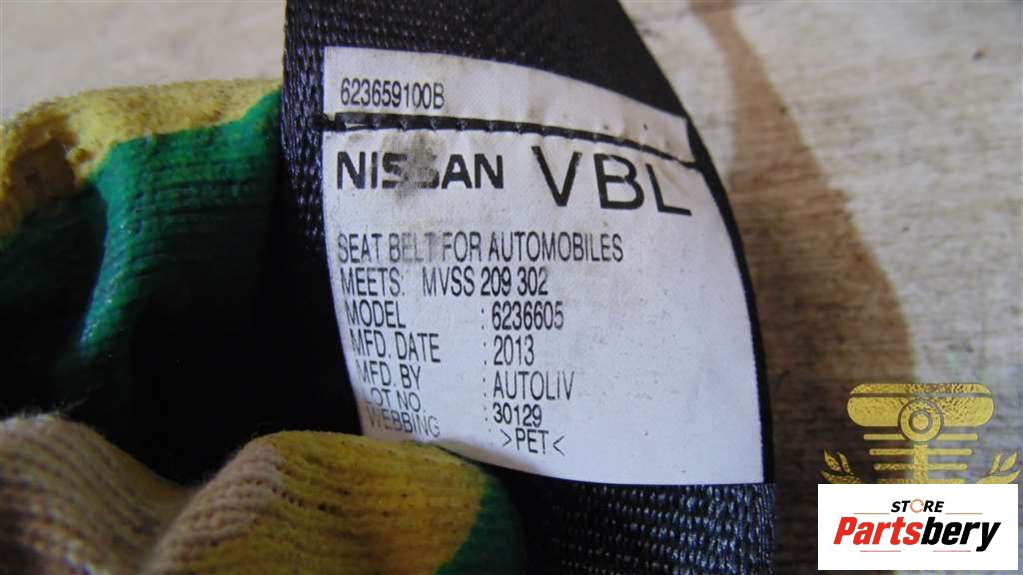 623659100B
NISSAN VBL
SEAT BELT FOR AUTOMOBILES
MEETS: MVSS 209 302
MODEL : 6236605
MFD. DATE : 2013
MFD. BY : AUTOLIV
LOT NO. : 30129
WEBBING : >PET<
STORE
Partsbery